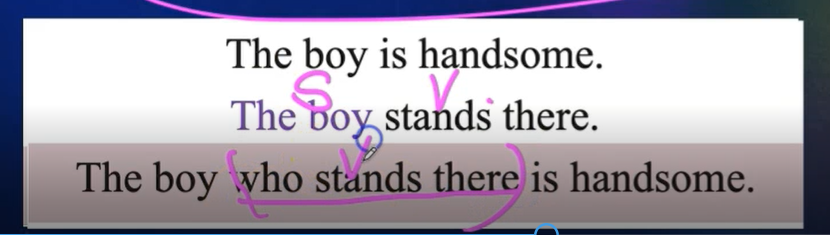 The boy is handsome.
S V
The boy stands there.
V
The boy who stands there is handsome.